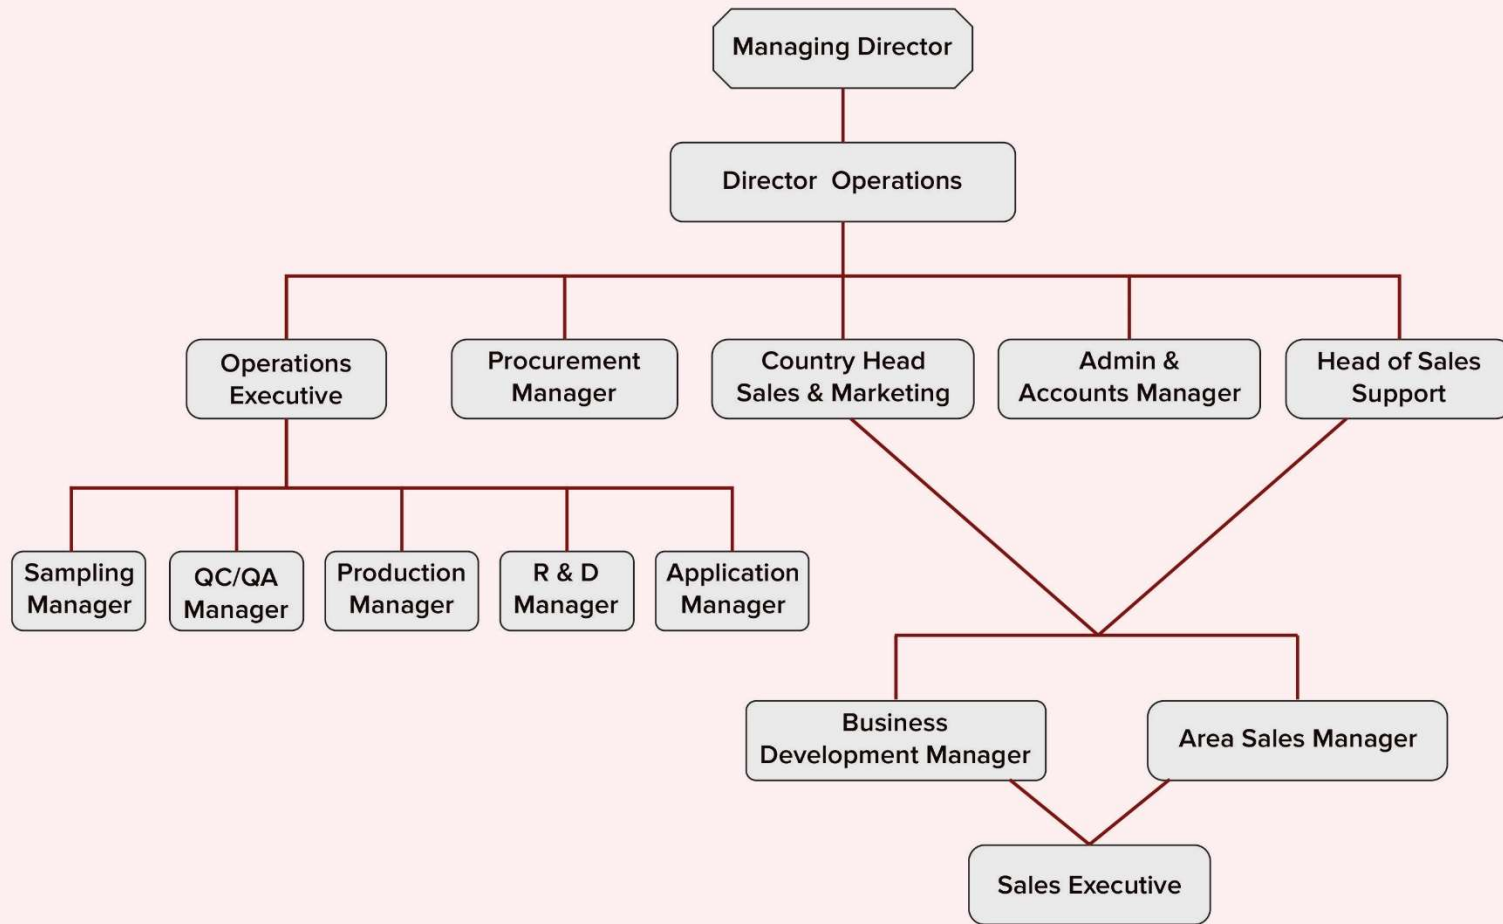 Managing Director
Director Operations
Operations
Executive
Procurement
Manager
Country Head
Sales & Marketing
Admin &
Accounts Manager
Head of Sales
Support
Sampling
Manager
QC/QA
Manager
Production
Manager
R & D
Manager
Application
Manager
Business
Development Manager
Area Sales Manager
Sales Executive